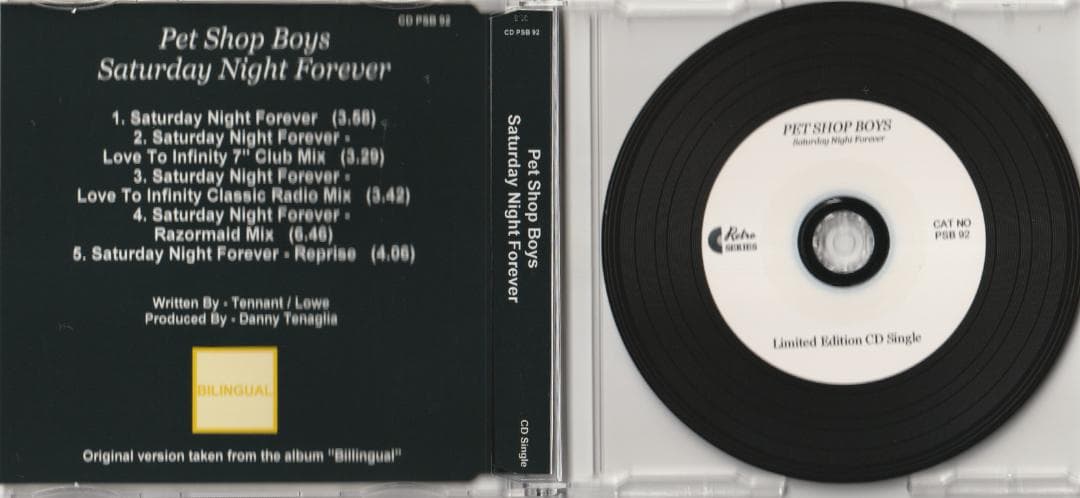 CD PSB 92
Pet Shop Boys
Saturday Night Forever
1. Saturday Night Forever (3.58)
2. Saturday Night Forever -
Love To Infinity 7" Club Mix (3.29)
3. Saturday Night Forever -
Love To Infinity Classic Radio Mix (3.42)
4. Saturday Night Forever -
Razormaid Mix (6.46)
5. Saturday Night Forever - Reprise (4.06)
Written By - Tennant / Lowe
Produced By - Danny Tenaglia
BILINGUAL
Original version taken from the album "Billingual"
CD PSB 92
Pet Shop Boys
Saturday Night Forever
CD Single
PET SHOP BOYS
Saturday Night Forever
Retro
SERIES
CAT NO
PSB 92
Limited Edition CD Single